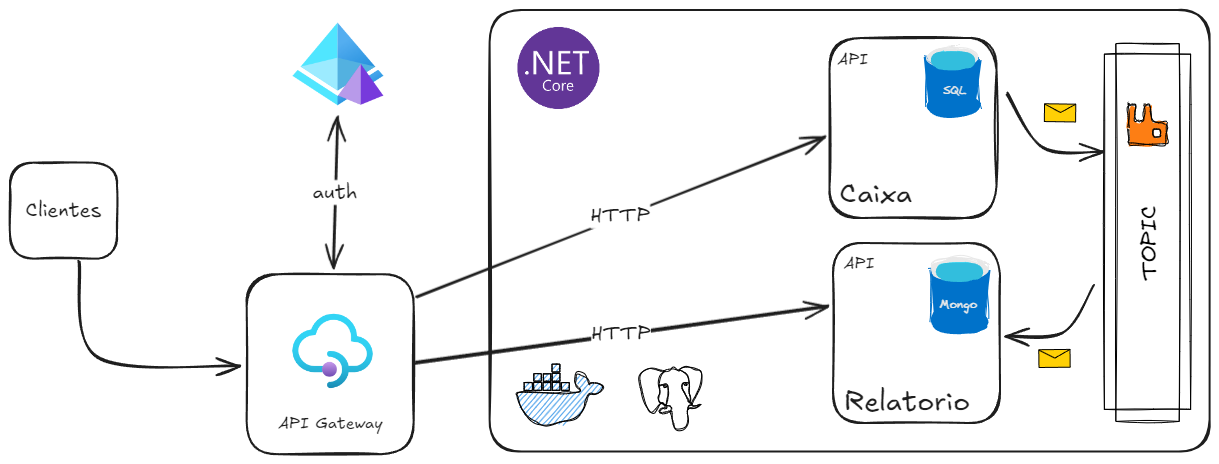 .NET
Core
API
SQL
Caixa
Clientes
auth
HTTP
TOPIC
API
Mongo
HTTP
Relatorio
API Gateway